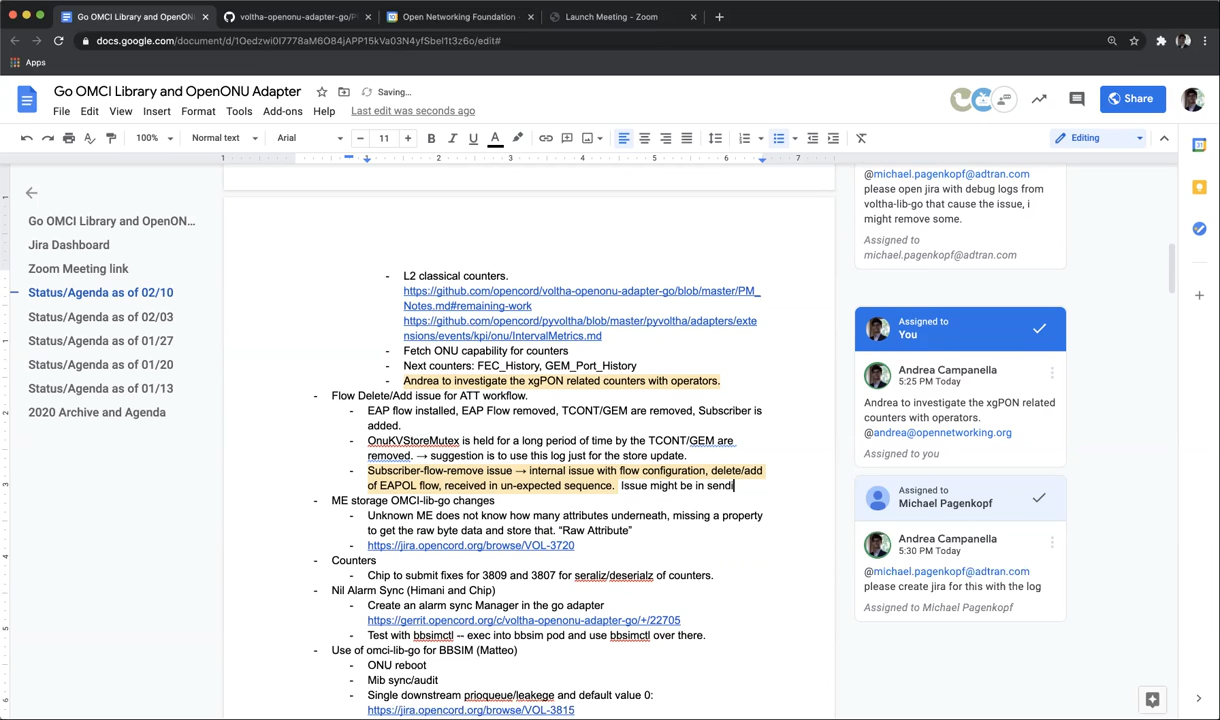 Go OMCI Library and OpenONU
voltha-openonu-adapter-go/P
Open Networking Foundation -
Launch Meeting - Zoom
docs.google.com/document/d/1Oedzwi0I7778aM6O84jAPP15kVa03N4yfSbel1t3z6o/edit#
Apps
Go OMCI Library and OpenONU Adapter
Saving...
File Edit View Insert Format Tools Add-ons Help Last edit was seconds ago
Share
100% Normal text Arial 11 Editing
1 1 2 3 4 5 6 7
Go OMCI Library and OpenON...
Jira Dashboard
Zoom Meeting link
Status/Agenda as of 02/10
Status/Agenda as of 02/03
Status/Agenda as of 01/27
Status/Agenda as of 01/20
Status/Agenda as of 01/13
2020 Archive and Agenda
- L2 classical counters.
https://github.com/opencord/voltha-openonu-adapter-go/blob/master/PM_
Notes.md#remaining-work
https://github.com/opencord/pyvoltha/blob/master/pyvoltha/adapters/exte
nsions/events/kpi/onu/IntervalMetrics.md
- Fetch ONU capability for counters
- Next counters: FEC_History, GEM_Port_History
- Andrea to investigate the xgPON related counters with operators.
- Flow Delete/Add issue for ATT workflow.
- EAP flow installed, EAP Flow removed, TCONT/GEM are removed, Subscriber is
added.
- OnuKVStoreMutex is held for a long period of time by the TCONT/GEM are
removed. → suggestion is to use this log just for the store update.
- Subscriber-flow-remove issue → internal issue with flow configuration, delete/add
of EAPOL flow, received in un-expected sequence. Issue might be in sendi
- ME storage OMCI-lib-go changes
- Unknown ME does not know how many attributes underneath, missing a property
to get the raw byte data and store that. “Raw Attribute”
- https://jira.opencord.org/browse/VOL-3720
- Counters
- Chip to submit fixes for 3809 and 3807 for seraliz/deserialz of counters.
- Nil Alarm Sync (Himani and Chip)
- Create an alarm sync Manager in the go adapter
https://gerrit.opencord.org/c/voltha-openonu-adapter-go/+/22705
- Test with bbsimctl -- exec into bbsim pod and use bbsimctl over there.
- Use of omci-lib-go for BBSIM (Matteo)
- ONU reboot
- Mib sync/audit
- Single downstream prioqueue/leakege and default value 0:
https://jira.opencord.org/browse/VOL-3815
@michael.pagenkopf@adtran.com
please open jira with debug logs from
voltha-lib-go that cause the issue, i
might remove some.
Assigned to
michael.pagenkopf@adtran.com
Assigned to
You
Andrea Campanella
5:25 PM Today
Andrea to investigate the xgPON related
counters with operators.
@andrea@opennetworking.org
Assigned to you
Assigned to
Michael Pagenkopf
Andrea Campanella
5:30 PM Today
@michael.pagenkopf@adtran.com
please create jira for this with the log
Assigned to Michael Pagenkopf